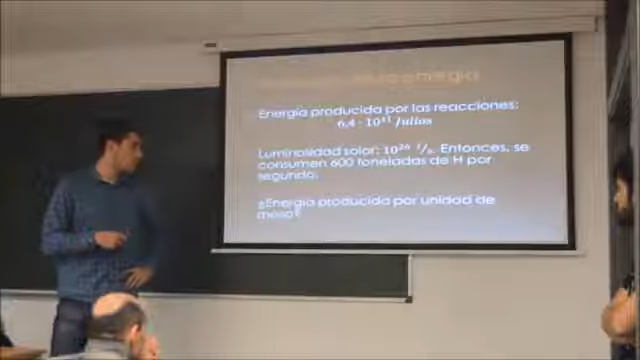 energía
Energía producida por las reacciones:
6.4 · 10¹¹ Julios
Luminosidad solar: 10²⁶ J/s. Entonces, se
consumen 600 toneladas de H por
segundo.
¿Energía producida por unidad de
masa?